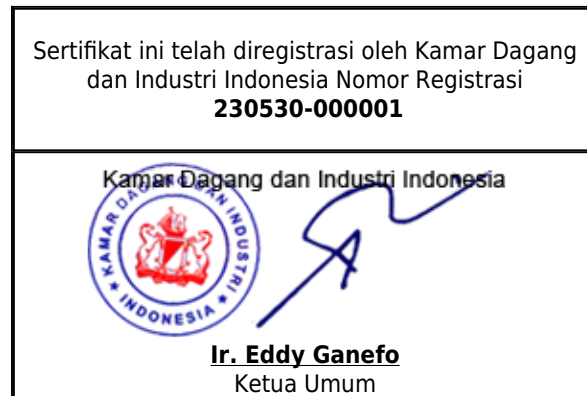 Sertifikat ini telah diregistrasi oleh Kamar Dagang
dan Industri Indonesia Nomor Registrasi
230530-000001
Kamar Dagang dan Industri Indonesia
KAMAR DAGANG DAN INDUSTRI
INDONESIA
Ir. Eddy Ganefo
Ketua Umum